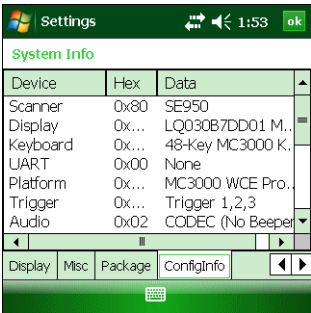 Settings 1:53 ok
System Info
Device Hex Data
Scanner 0x80 SE950
Display 0x... LQ030B7DD01 M..
Keyboard 0x... 48-Key MC3000 K.
UART 0x00 None
Platform 0x... MC3000 WCE Pro..
Trigger 0x... Trigger 1,2,3
Audio 0x02 CODEC (No Beeper
Display Misc Package ConfigInfo